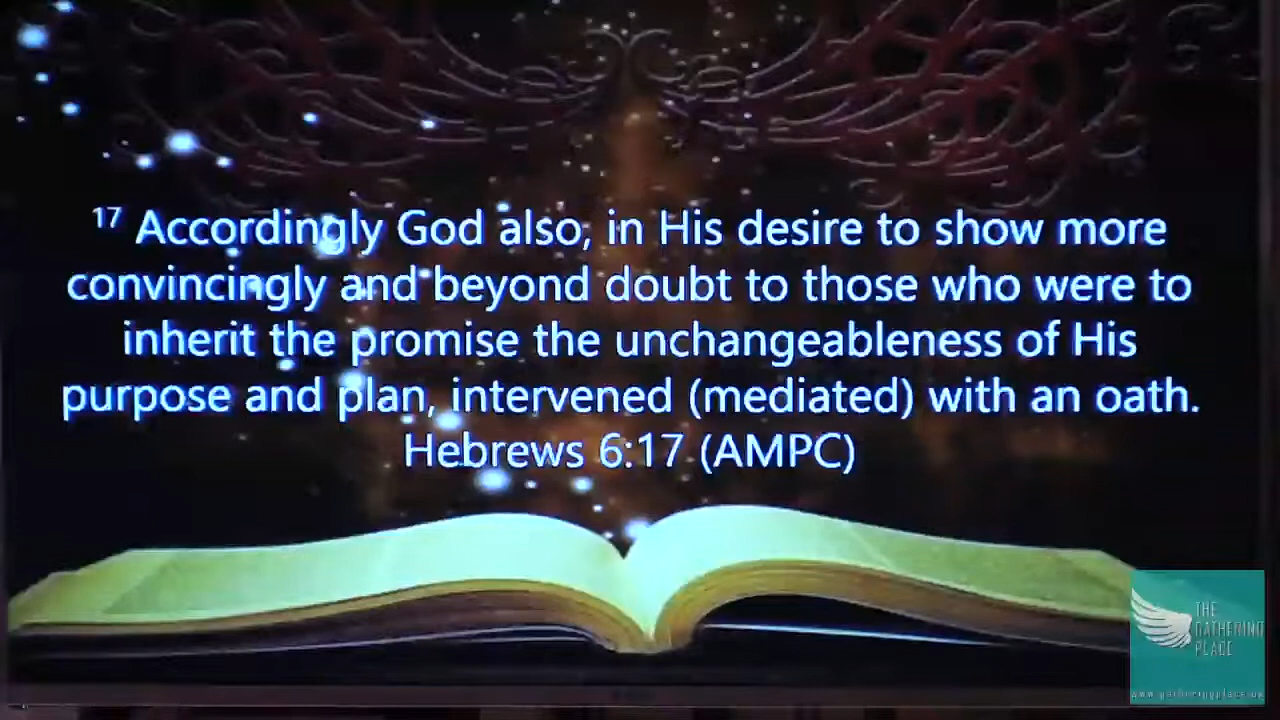 17 Accordingly God also, in His desire to show more
convincingly and beyond doubt to those who were to
inherit the promise the unchangeableness of His
purpose and plan, intervened (mediated) with an oath.
Hebrews 6:17 (AMPC)
THE
GATHERING
PLACE